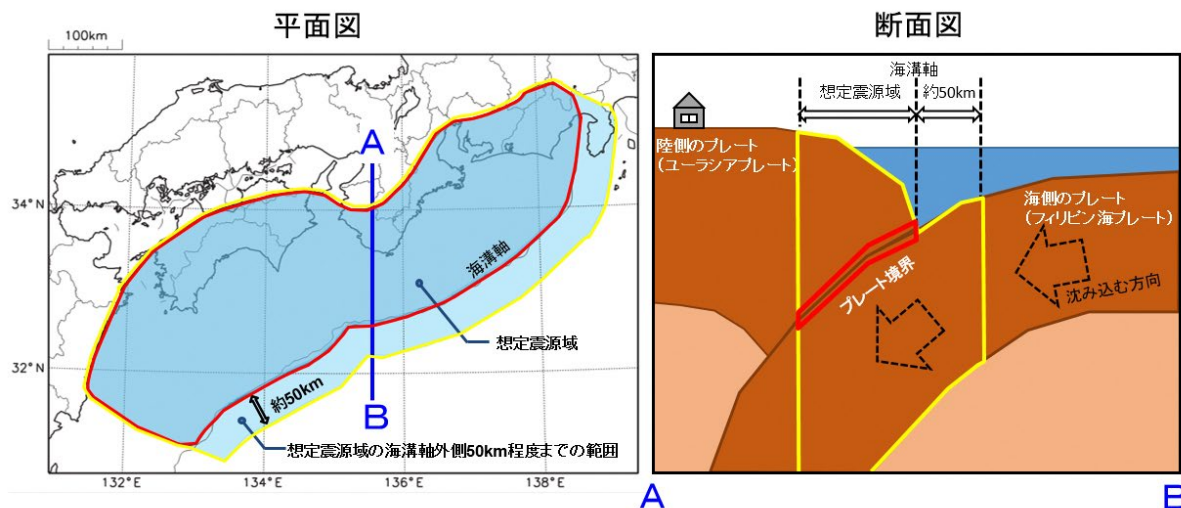 平面図
100km
34°N
32°N
132°E
134°E
136°E
138°E
A
B
海溝軸
想定震源域
約50km
想定震源域の海溝軸外側50km程度までの範囲
断面図
海溝軸
想定震源域
約50km
陸側のプレート
(ユーラシアプレート)
海側のプレート
(フィリピン海プレート)
プレート境界
沈み込む方向
A
B